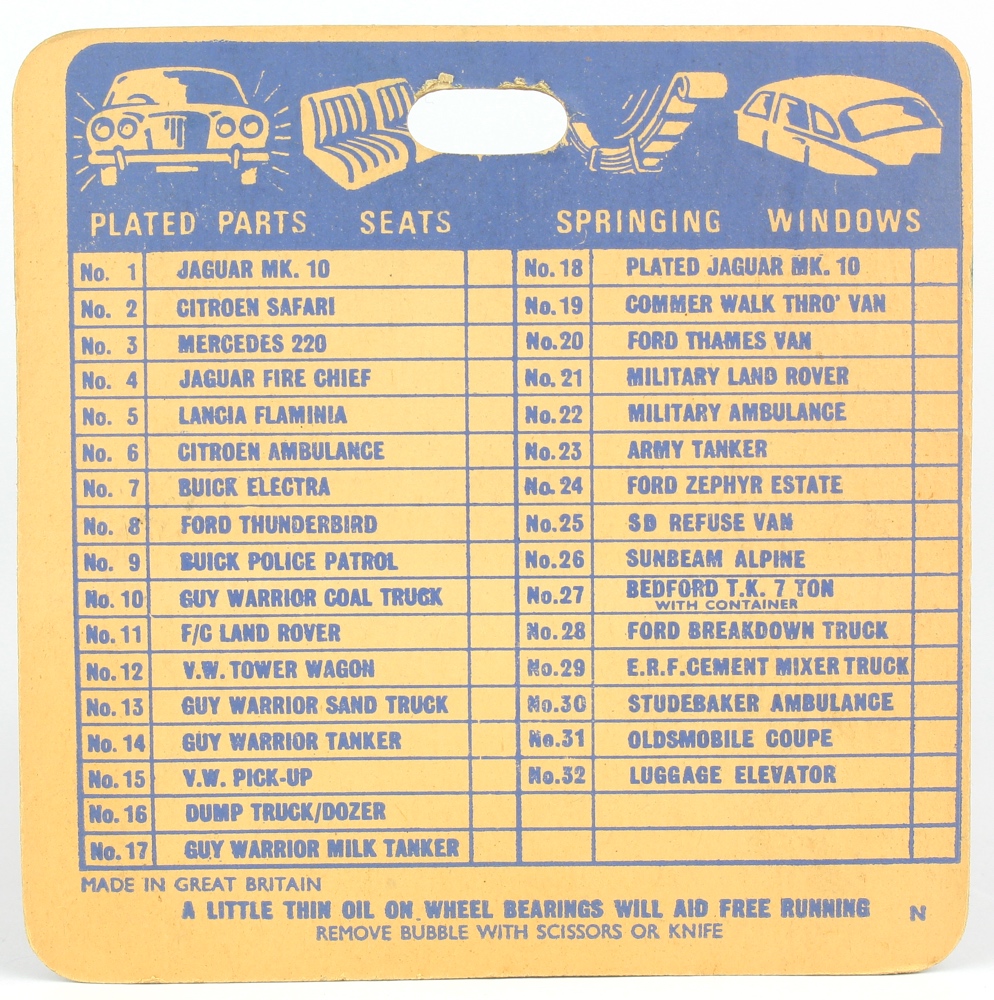 PLATED PARTS SEATS SPRINGING WINDOWS
No. 1 JAGUAR MK. 10
No. 2 CITROEN SAFARI
No. 3 MERCEDES 220
No. 4 JAGUAR FIRE CHIEF
No. 5 LANCIA FLAMINIA
No. 6 CITROEN AMBULANCE
No. 7 BUICK ELECTRA
No. 8 FORD THUNDERBIRD
No. 9 BUICK POLICE PATROL
No. 10 GUY WARRIOR COAL TRUCK
No. 11 F/C LAND ROVER
No. 12 V.W. TOWER WAGON
No. 13 GUY WARRIOR SAND TRUCK
No. 14 GUY WARRIOR TANKER
No. 15 V.W. PICK-UP
No. 16 DUMP TRUCK/DOZER
No. 17 GUY WARRIOR MILK TANKER
No. 18 PLATED JAGUAR MK. 10
No. 19 COMMER WALK THRO' VAN
No. 20 FORD THAMES VAN
No. 21 MILITARY LAND ROVER
No. 22 MILITARY AMBULANCE
No. 23 ARMY TANKER
No. 24 FORD ZEPHYR ESTATE
No. 25 SD REFUSE VAN
No. 26 SUNBEAM ALPINE
No. 27 BEDFORD T.K. 7 TON
WITH CONTAINER
No. 28 FORD BREAKDOWN TRUCK
No. 29 E.R.F. CEMENT MIXER TRUCK
No. 30 STUDEBAKER AMBULANCE
No. 31 OLDSMOBILE COUPE
No. 32 LUGGAGE ELEVATOR
MADE IN GREAT BRITAIN
A LITTLE THIN OIL ON WHEEL BEARINGS WILL AID FREE RUNNING N
REMOVE BUBBLE WITH SCISSORS OR KNIFE